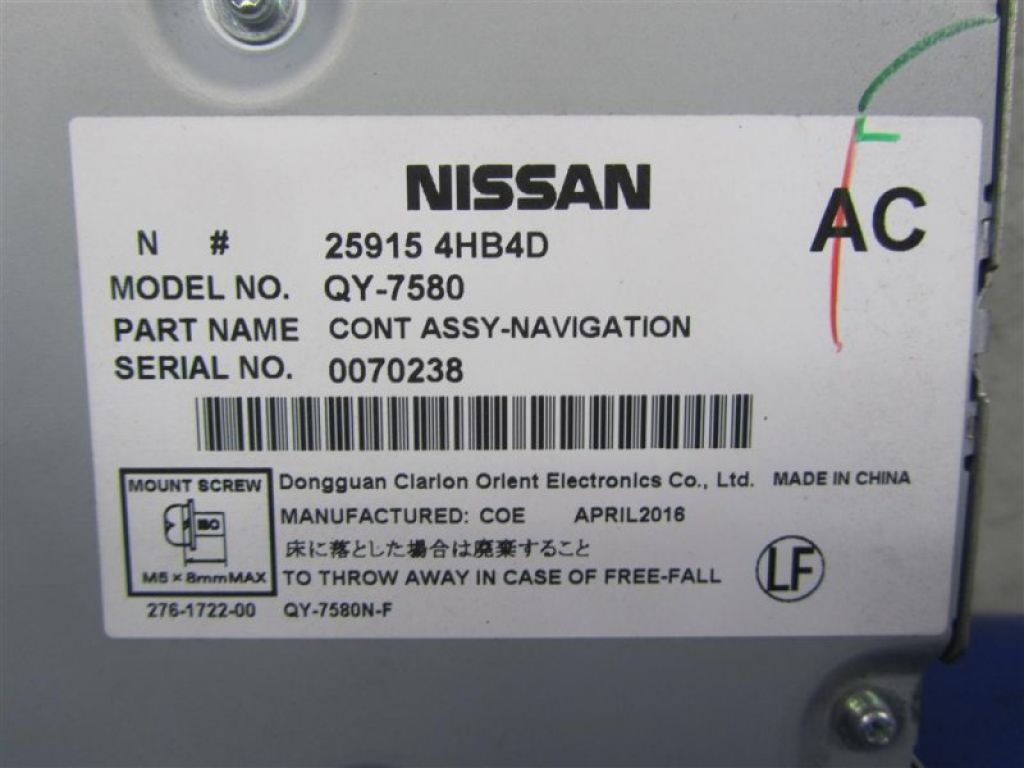 NISSAN
AC
N # 25915 4HB4D
MODEL NO. QY-7580
PART NAME CONT ASSY-NAVIGATION
SERIAL NO. 0070238
MOUNT SCREW
ISO
M5×8mmMAX
276-1722-00 QY-7580N-F
Dongguan Clarion Orient Electronics Co., Ltd. MADE IN CHINA
MANUFACTURED: COE APRIL2016
床に落とした場合は廃棄すること
TO THROW AWAY IN CASE OF FREE-FALL
LF